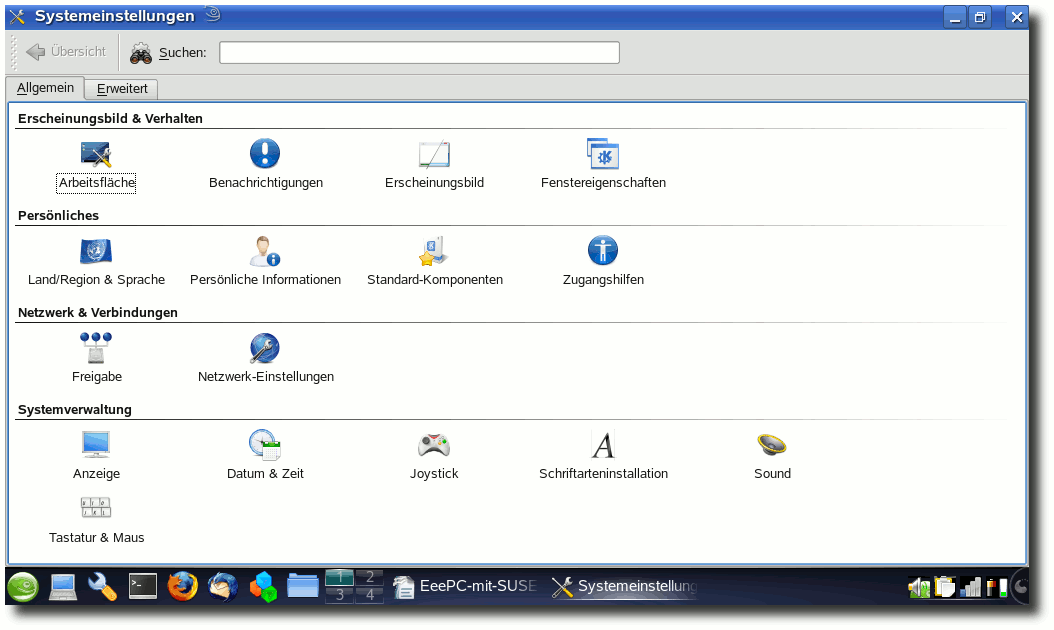 Systemeinstellungen
Übersicht Suchen:
Allgemein Erweitert
Erscheinungsbild & Verhalten
Arbeitsfläche Benachrichtigungen Erscheinungsbild Fenstereigenschaften
Persönliches
Land/Region & Sprache Persönliche Informationen Standard-Komponenten Zugangshilfen
Netzwerk & Verbindungen
Freigabe Netzwerk-Einstellungen
Systemverwaltung
A
Anzeige Datum & Zeit Joystick Schriftarteninstallation Sound
Tastatur & Maus
1 2 EeePC-mit-SUSE Systemeinstellung
3 4